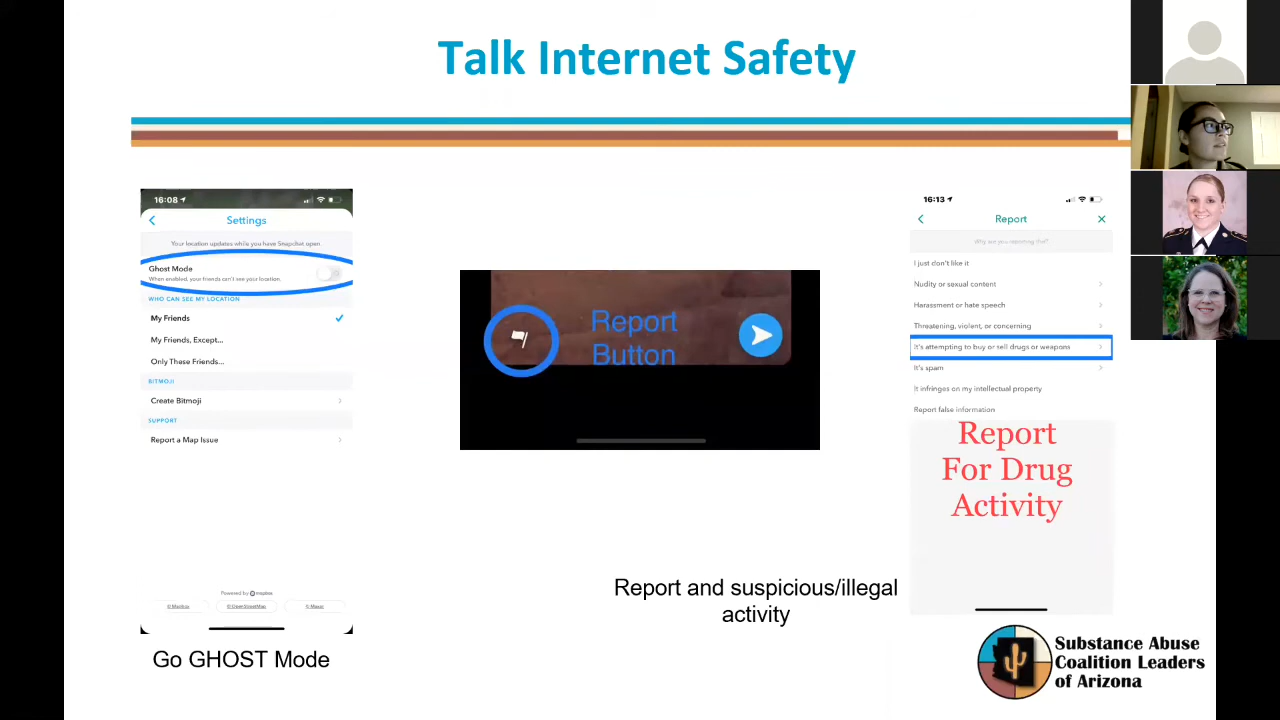 Talk Internet Safety
16:08
Settings
Your location updates while you have Snapchat open.
Ghost Mode
When enabled, your friends can't see your location.
WHO CAN SEE MY LOCATION
My Friends
My Friends, Except...
Only These Friends...
BITMOJI
Create Bitmoji
SUPPORT
Report a Map Issue
Powered by mapbox
© Mapbox
© OpenStreetMap
Go GHOST Mode
Report
Button
Report and suspicious/illegal
activity
16:13
Report
Why are you reporting this?
I just don't like it
Nudity or sexual content
Harassment or hate speech
Threatening, violent, or concerning
It's attempting to buy or sell drugs or weapons
It's spam
It infringes on my intellectual property
Report false information
Report
For Drug
Activity
Substance Abuse
Coalition Leaders
of Arizona